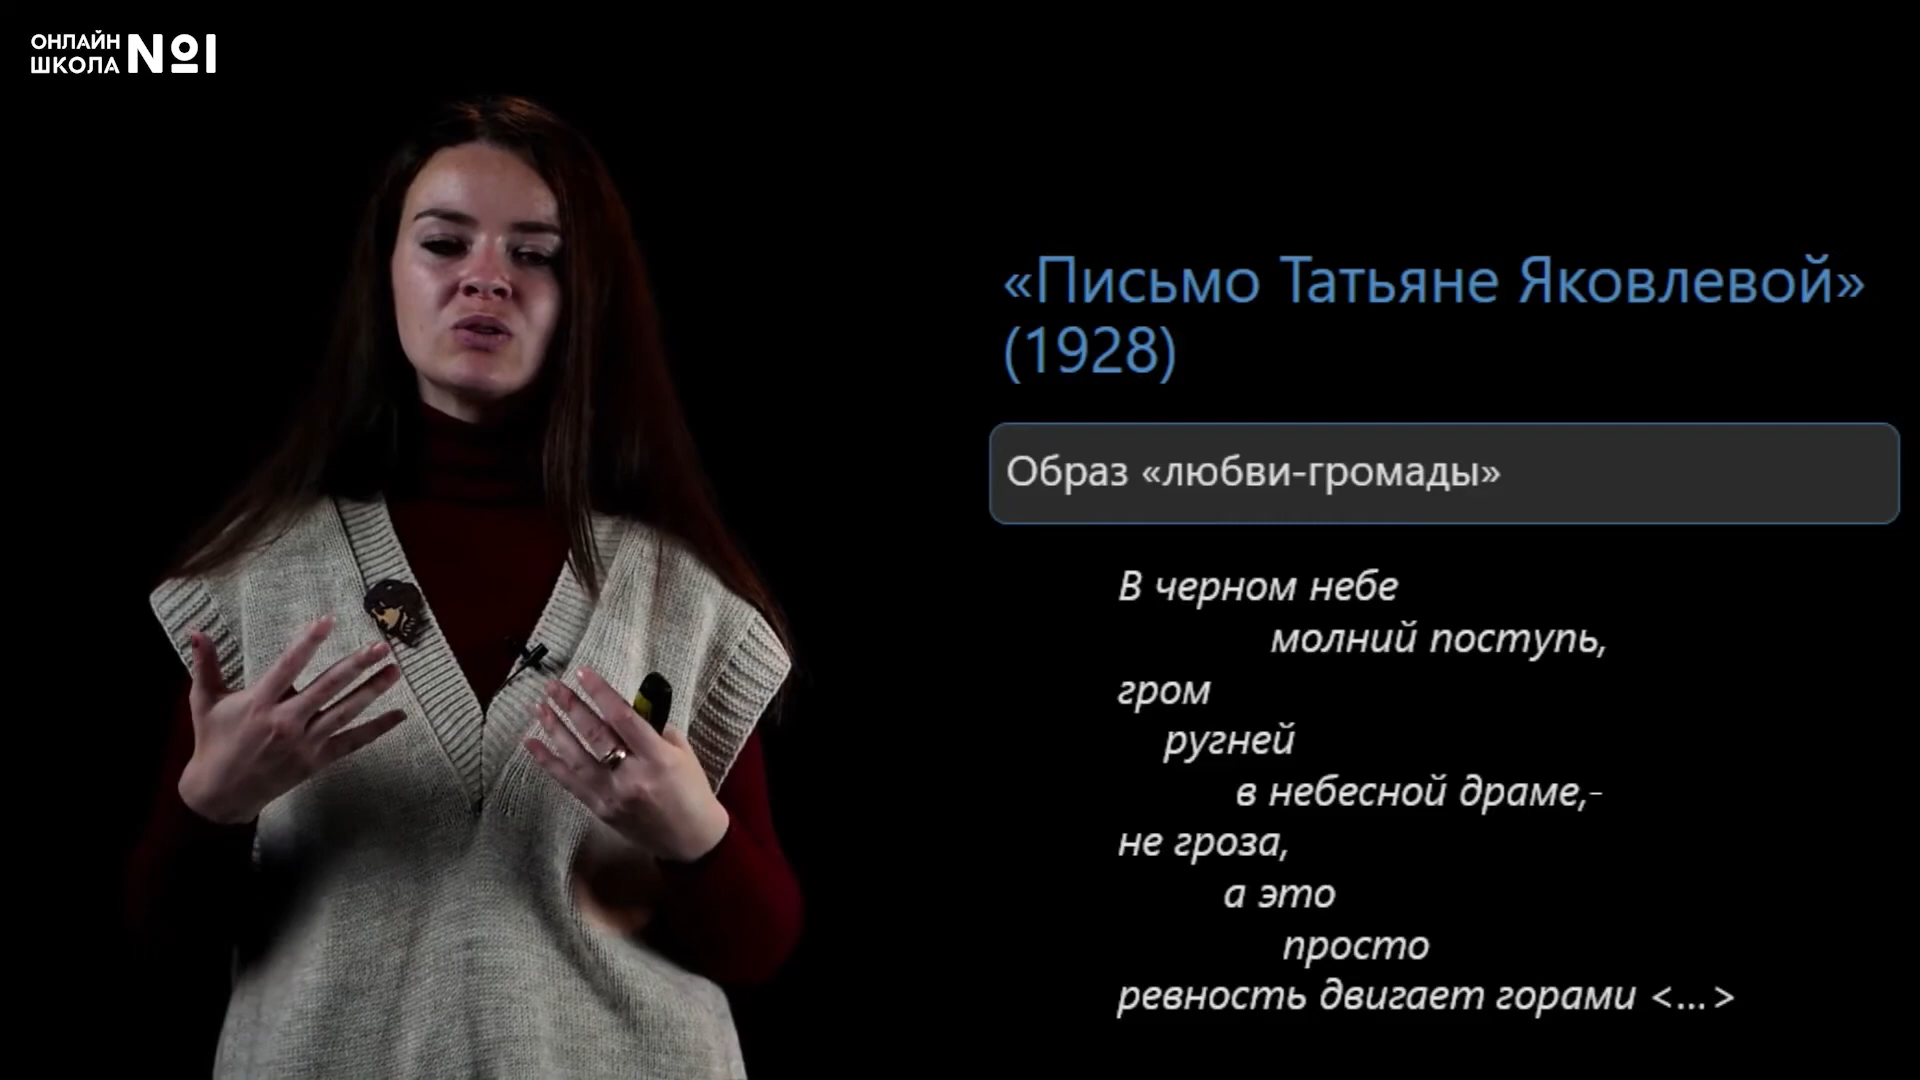 ОНЛАЙН
ШКОЛА №1
«Письмо Татьяне Яковлевой»
(1928)
Образ «любви-громады»
В черном небе
молний поступь,
гром
ругней
в небесной драме,-
не гроза,
а это
просто
ревность двигает горами <...>